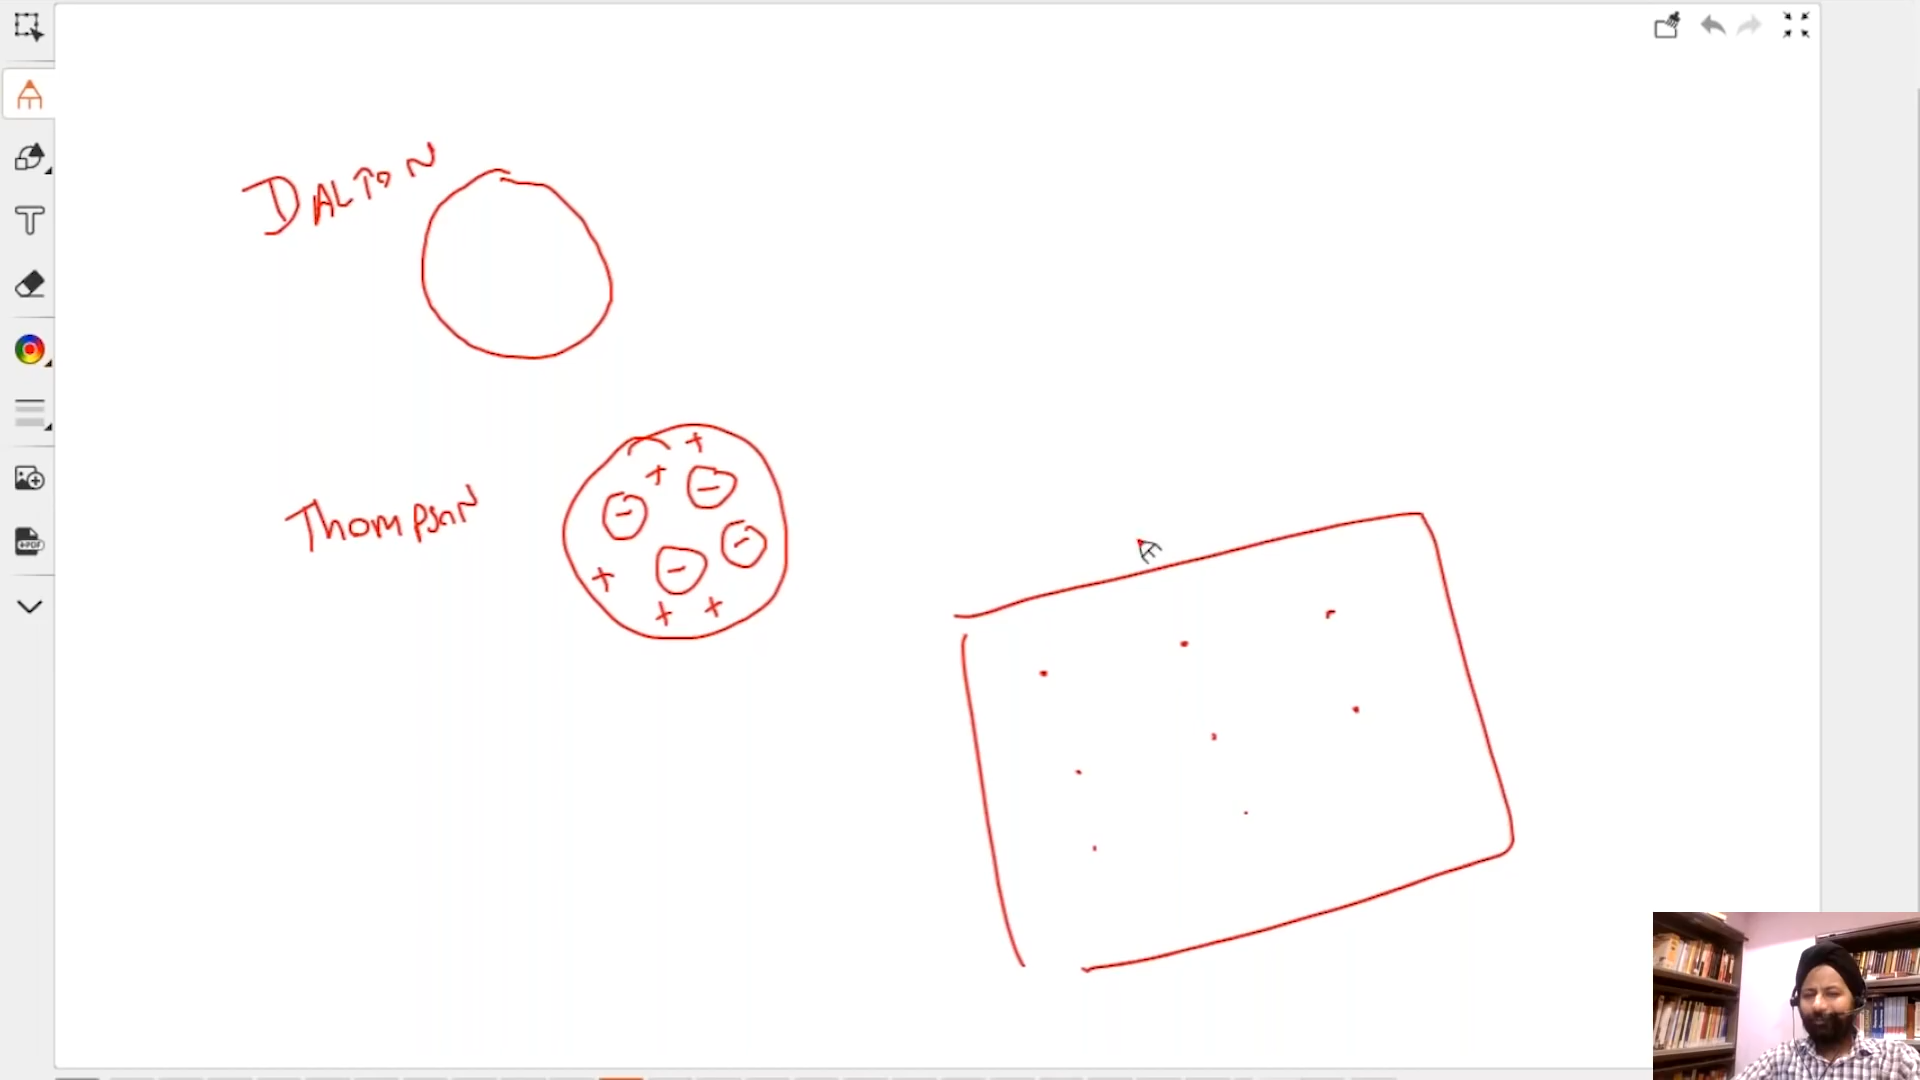 DALTON
Thompson
+
+ -
- -
+ -
+ +